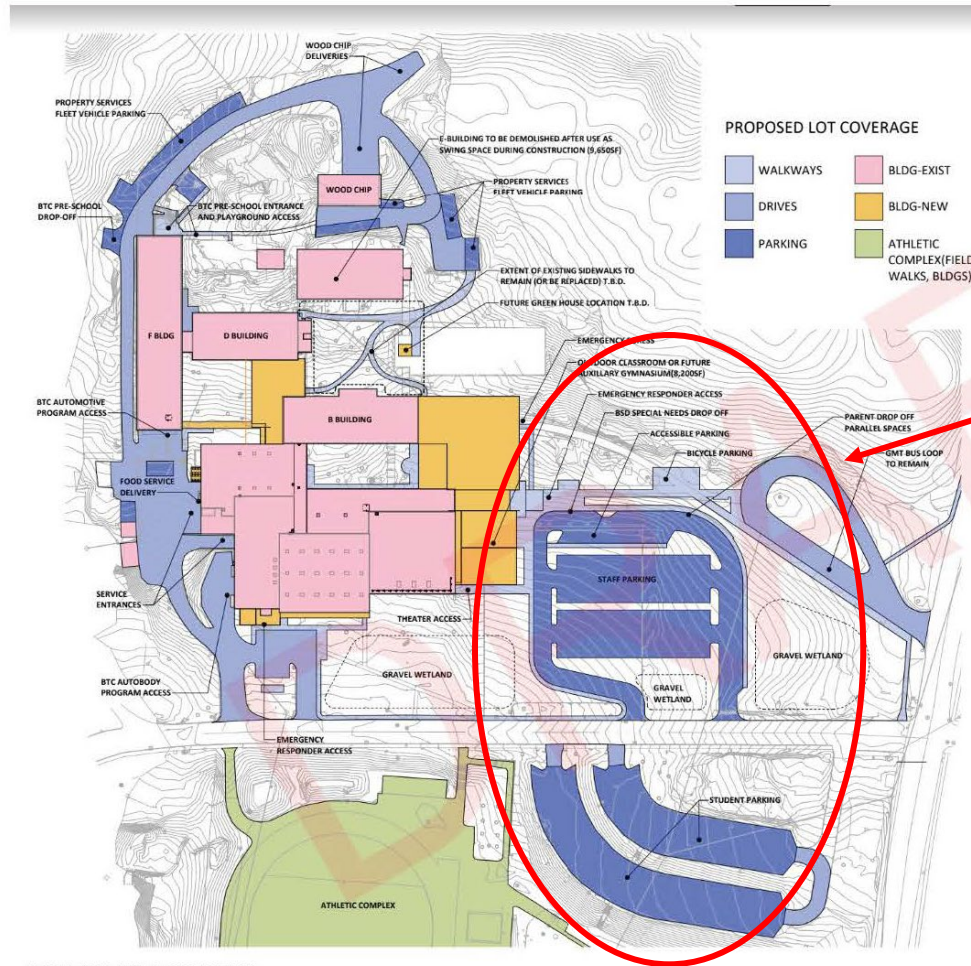 WOOD CHIP
DELIVERIES
PROPERTY SERVICES
FLEET VEHICLE PARKING
E-BUILDING TO BE DEMOLISHED AFTER USE AS
SWING SPACE DURING CONSTRUCTION (9,650SF)
PROPOSED LOT COVERAGE
WALKWAYS
BLDG-EXIST
DRIVES
BLDG-NEW
PARKING
ATHLETIC
COMPLEX(FIELD
WALKS, BLDGS)
BTC PRE-SCHOOL
DROP-OFF
BTC PRE-SCHOOL ENTRANCE
AND PLAYGROUND ACCESS
WOOD CHIP
PROPERTY SERVICES
FLEET VEHICLE PARKING
EXTENT OF EXISTING SIDEWALKS TO
REMAIN (OR BE REPLACED) T.B.D.
FUTURE GREEN HOUSE LOCATION T.B.D.
F BLDG
D BUILDING
EMERGENCY
OUTDOOR CLASSROOM OR FUTURE
AUXILLARY GYMNASIUM(8,200SF)
EMERGENCY RESPONDER ACCESS
BSD SPECIAL NEEDS DROP OFF
ACCESSIBLE PARKING
BICYCLE PARKING
PARENT DROP OFF
PARALLEL SPACES
GMT BUS LOOP
TO REMAIN
BTC AUTOMOTIVE
PROGRAM ACCESS
B BUILDING
FOOD SERVICE
DELIVERY
STAFF PARKING
SERVICE
ENTRANCES
THEATER ACCESS
GRAVEL WETLAND
GRAVEL
WETLAND
GRAVEL WETLAND
BTC AUTOBODY
PROGRAM ACCESS
EMERGENCY
RESPONDER ACCESS
STUDENT PARKING
ATHLETIC COMPLEX